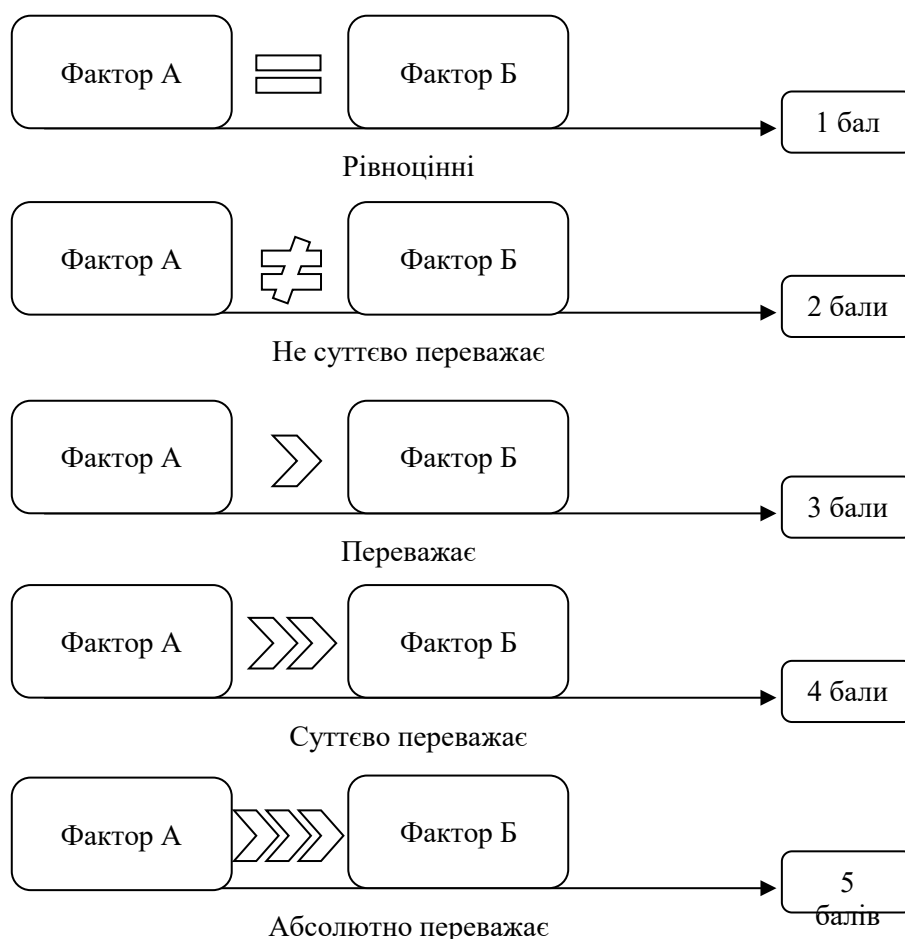 Фактор А
Фактор Б
1 бал
Рівноцінні
Фактор А
Фактор Б
2 бали
Не суттєво переважає
Фактор А
Фактор Б
3 бали
Переважає
Фактор А
Фактор Б
4 бали
Суттєво переважає
Фактор А
Фактор Б
5
балів
Абсолютно переважає